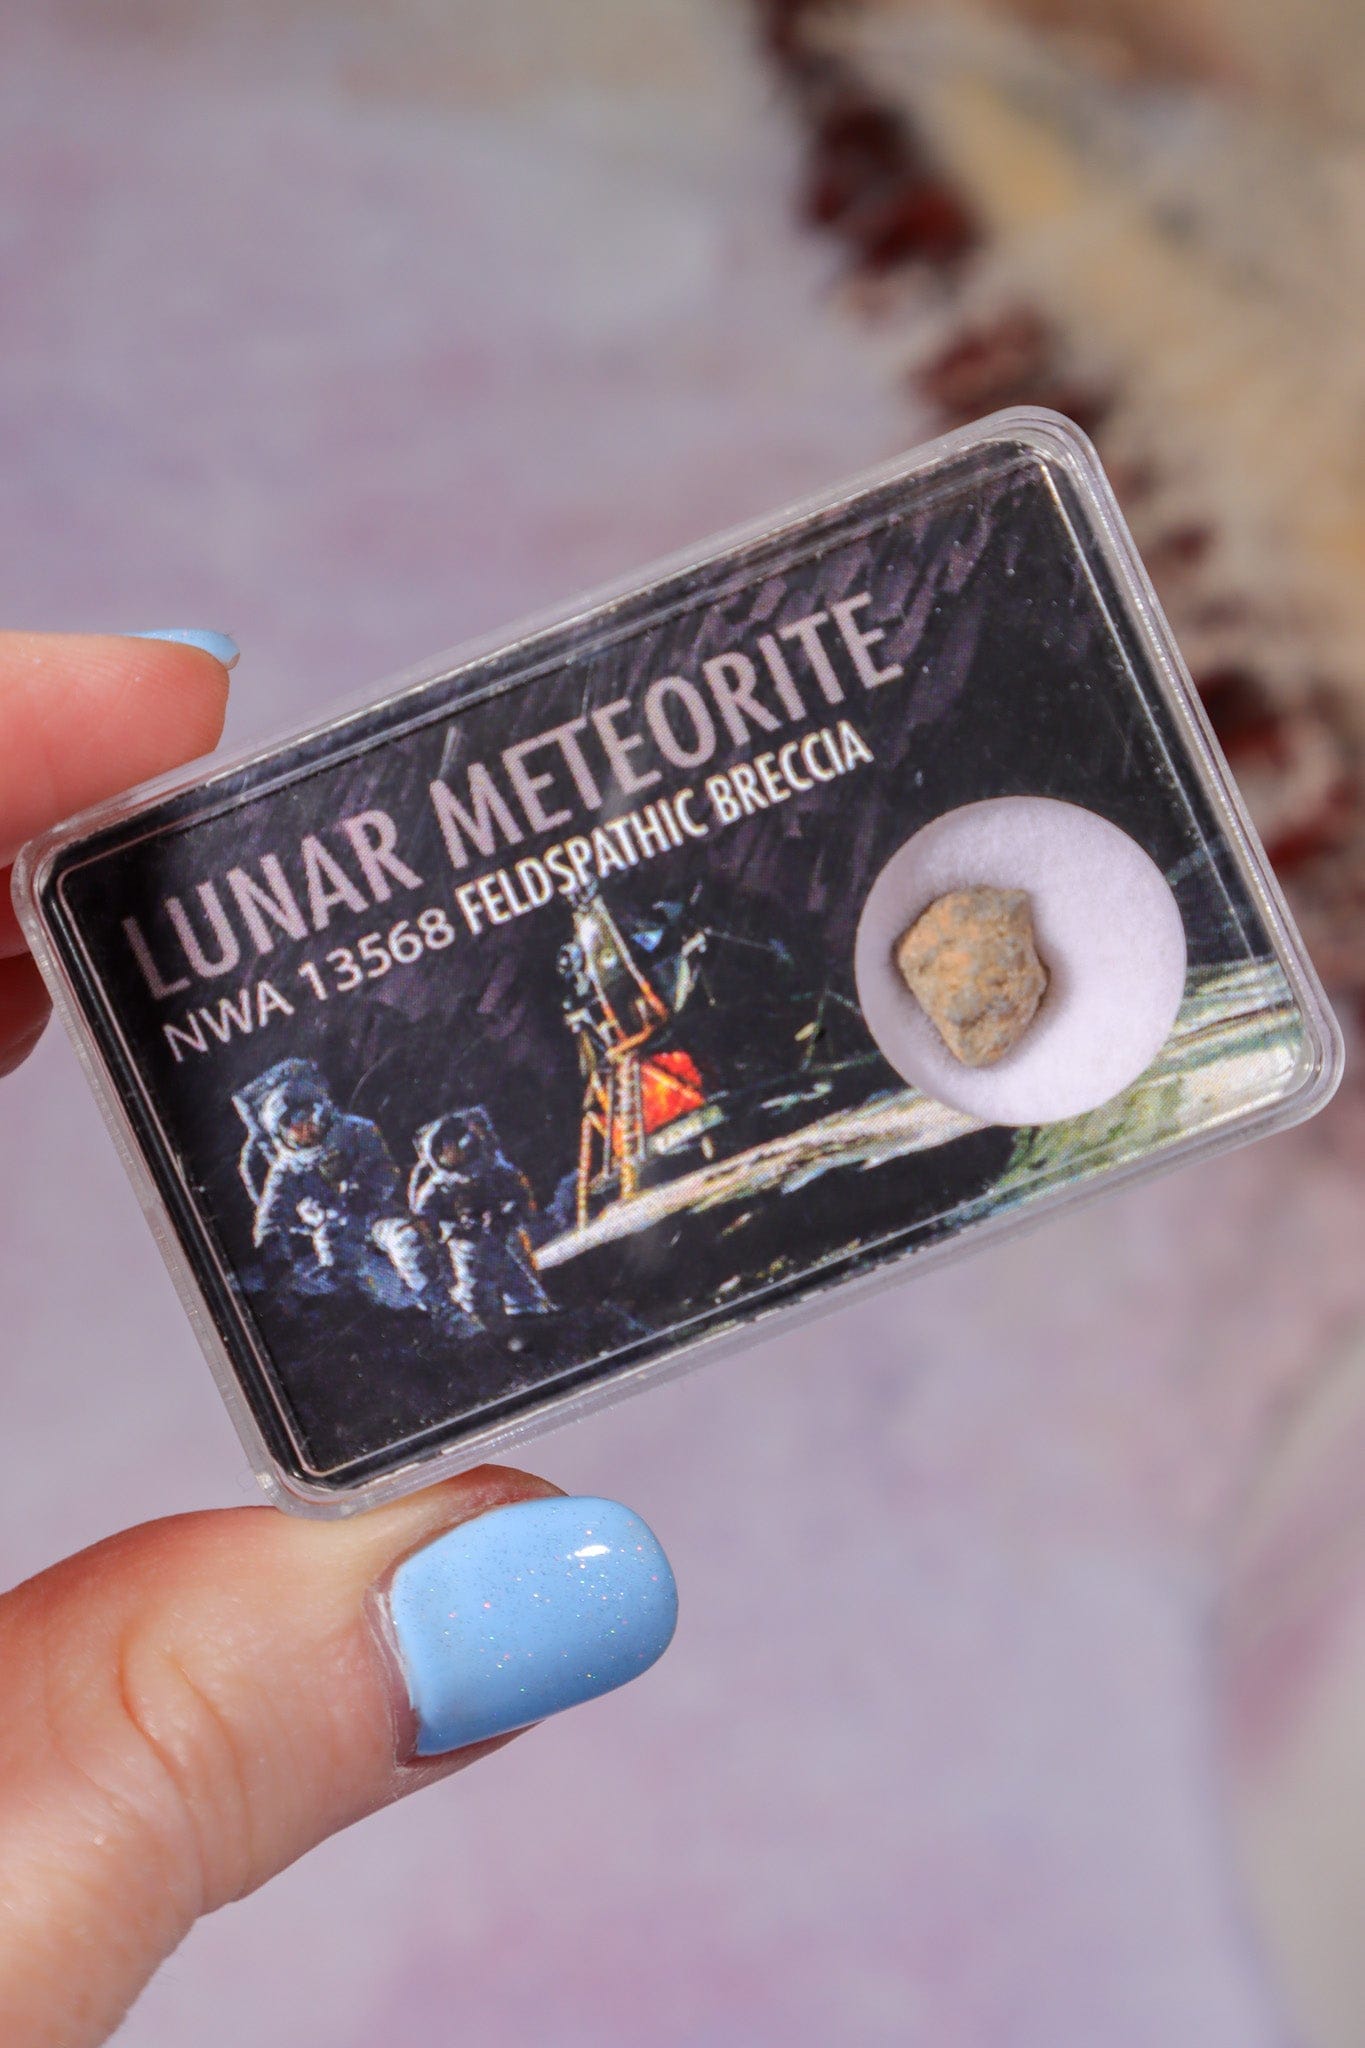 LUNAR METEORITE
NWA 13568 FELDSPATHIC BRECCIA